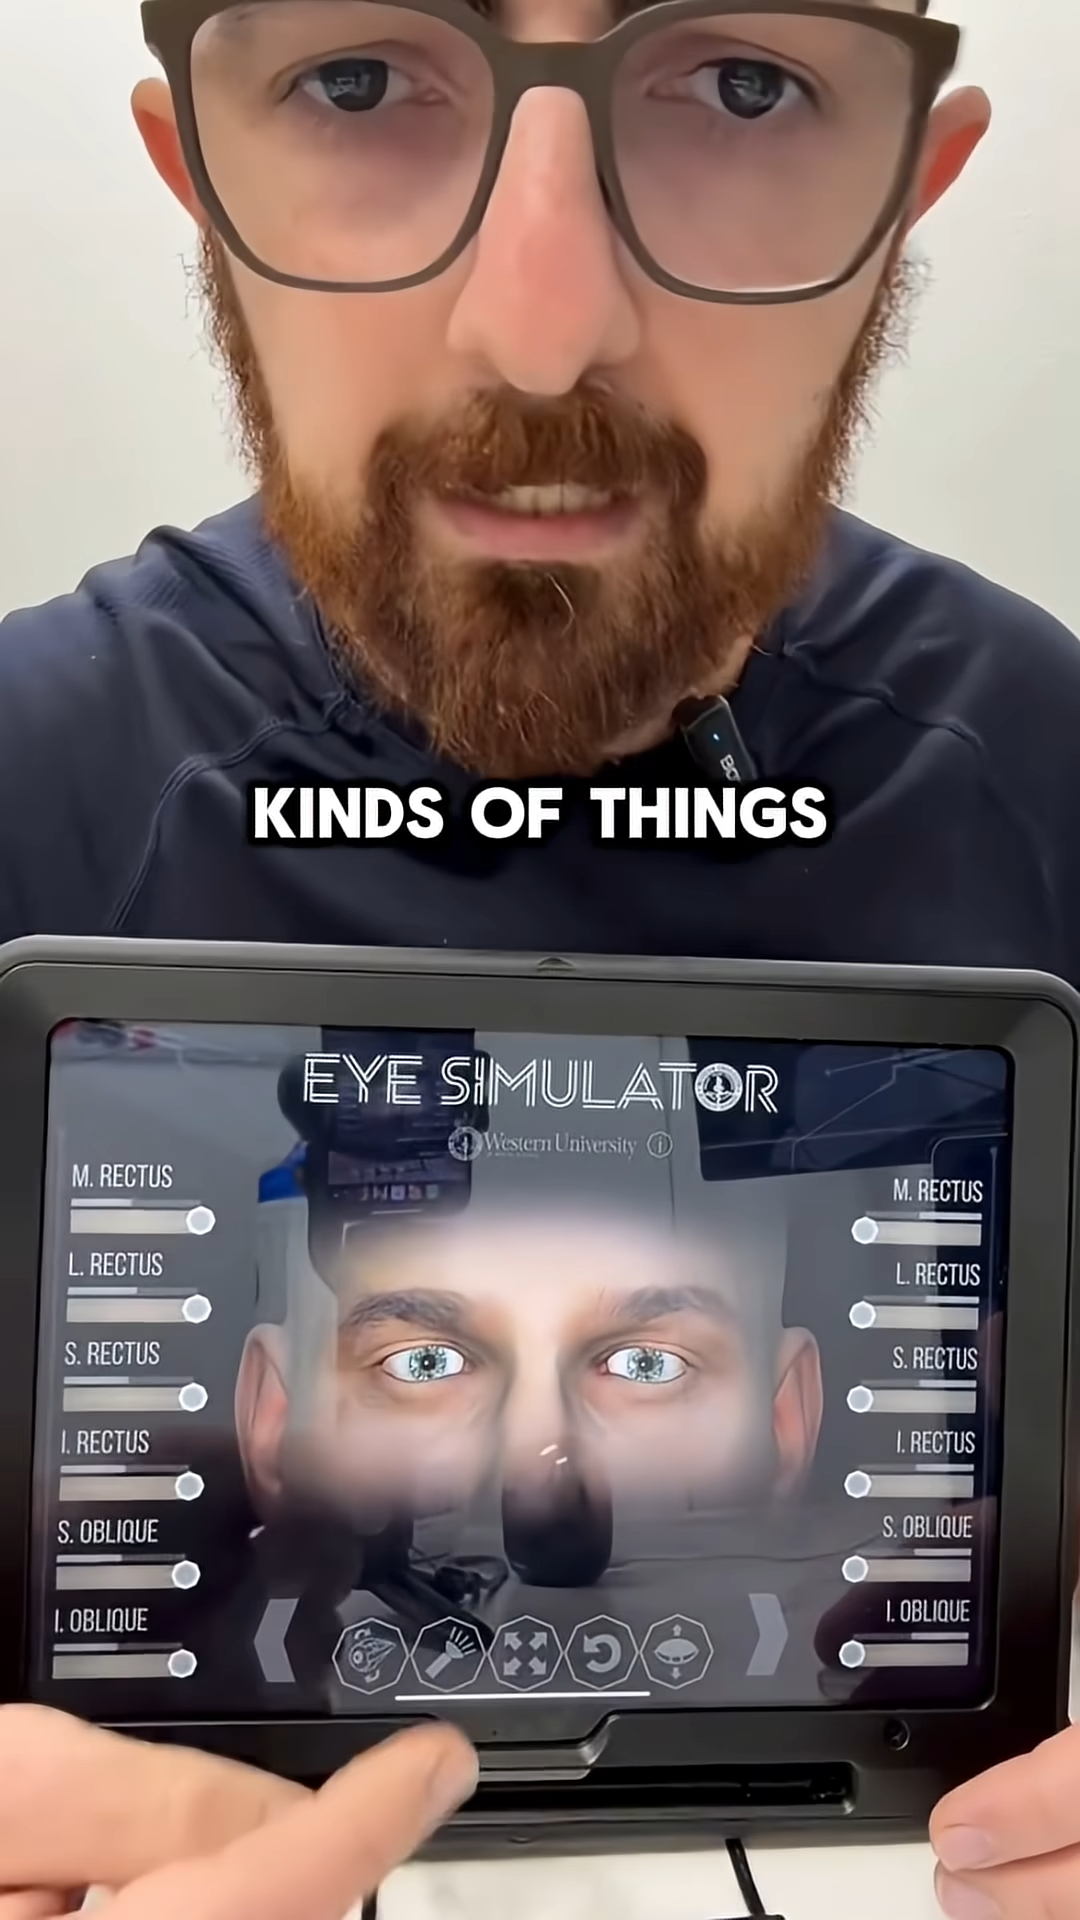 KINDS OF THINGS
EYE SIMULATOR
Western University
M. RECTUS
L. RECTUS
S. RECTUS
I. RECTUS
S. OBLIQUE
I. OBLIQUE
M. RECTUS
L. RECTUS
S. RECTUS
I. RECTUS
S. OBLIQUE
I. OBLIQUE